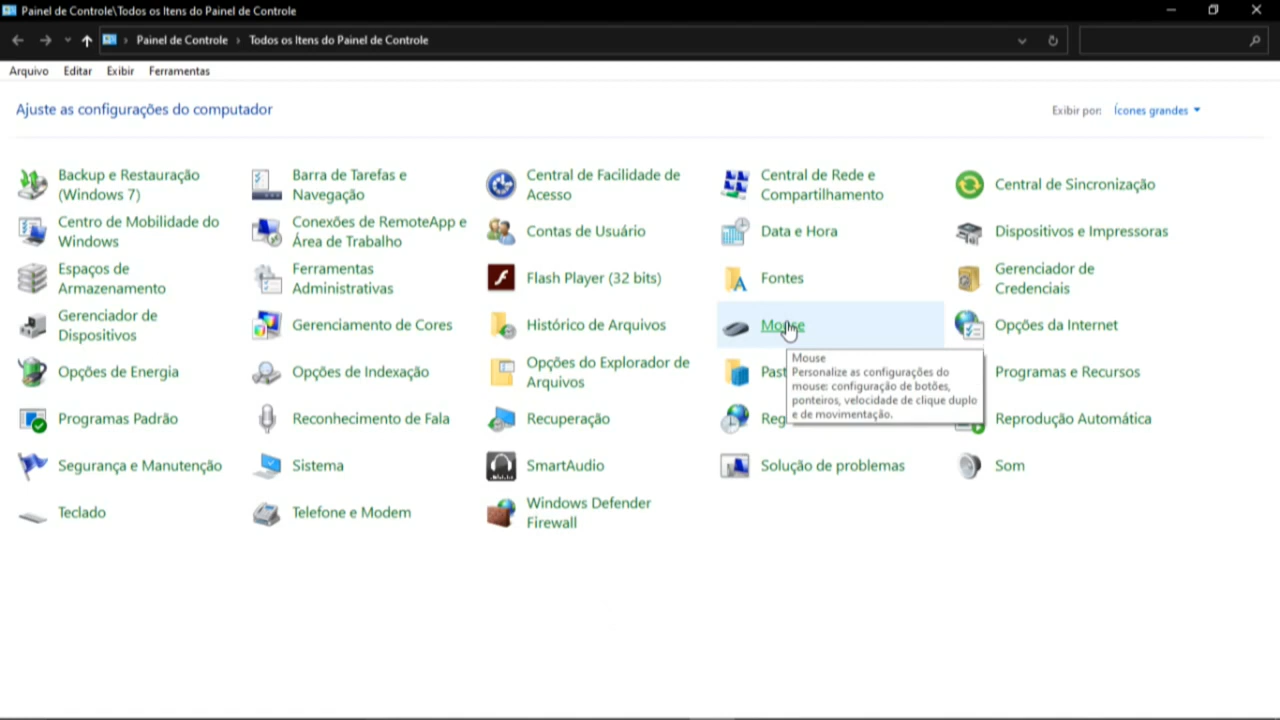 Painel de Controle\Todos os Itens do Painel de Controle
Painel de Controle › Todos os Itens do Painel de Controle
Arquivo Editar Exibir Ferramentas
Ajuste as configurações do computador
Exibir por: Ícones grandes
Backup e Restauração
(Windows 7)
Barra de Tarefas e
Navegação
Central de Facilidade de
Acesso
Central de Rede e
Compartilhamento
Central de Sincronização
Centro de Mobilidade do
Windows
Conexões de RemoteApp e
Área de Trabalho
Contas de Usuário
Data e Hora
Dispositivos e Impressoras
Espaços de
Armazenamento
Ferramentas
Administrativas
Flash Player (32 bits)
Fontes
Gerenciador de
Credenciais
Gerenciador de
Dispositivos
Gerenciamento de Cores
Histórico de Arquivos
Mouse
Opções da Internet
Opções de Energia
Opções de Indexação
Opções do Explorador de
Arquivos
Mouse
Personalize as configurações do
mouse: configuração de botões,
ponteiros, velocidade de clique duplo
e de movimentação.
Programas e Recursos
Programas Padrão
Reconhecimento de Fala
Recuperação
Reprodução Automática
Segurança e Manutenção
Sistema
SmartAudio
Solução de problemas
Som
Teclado
Telefone e Modem
Windows Defender
Firewall